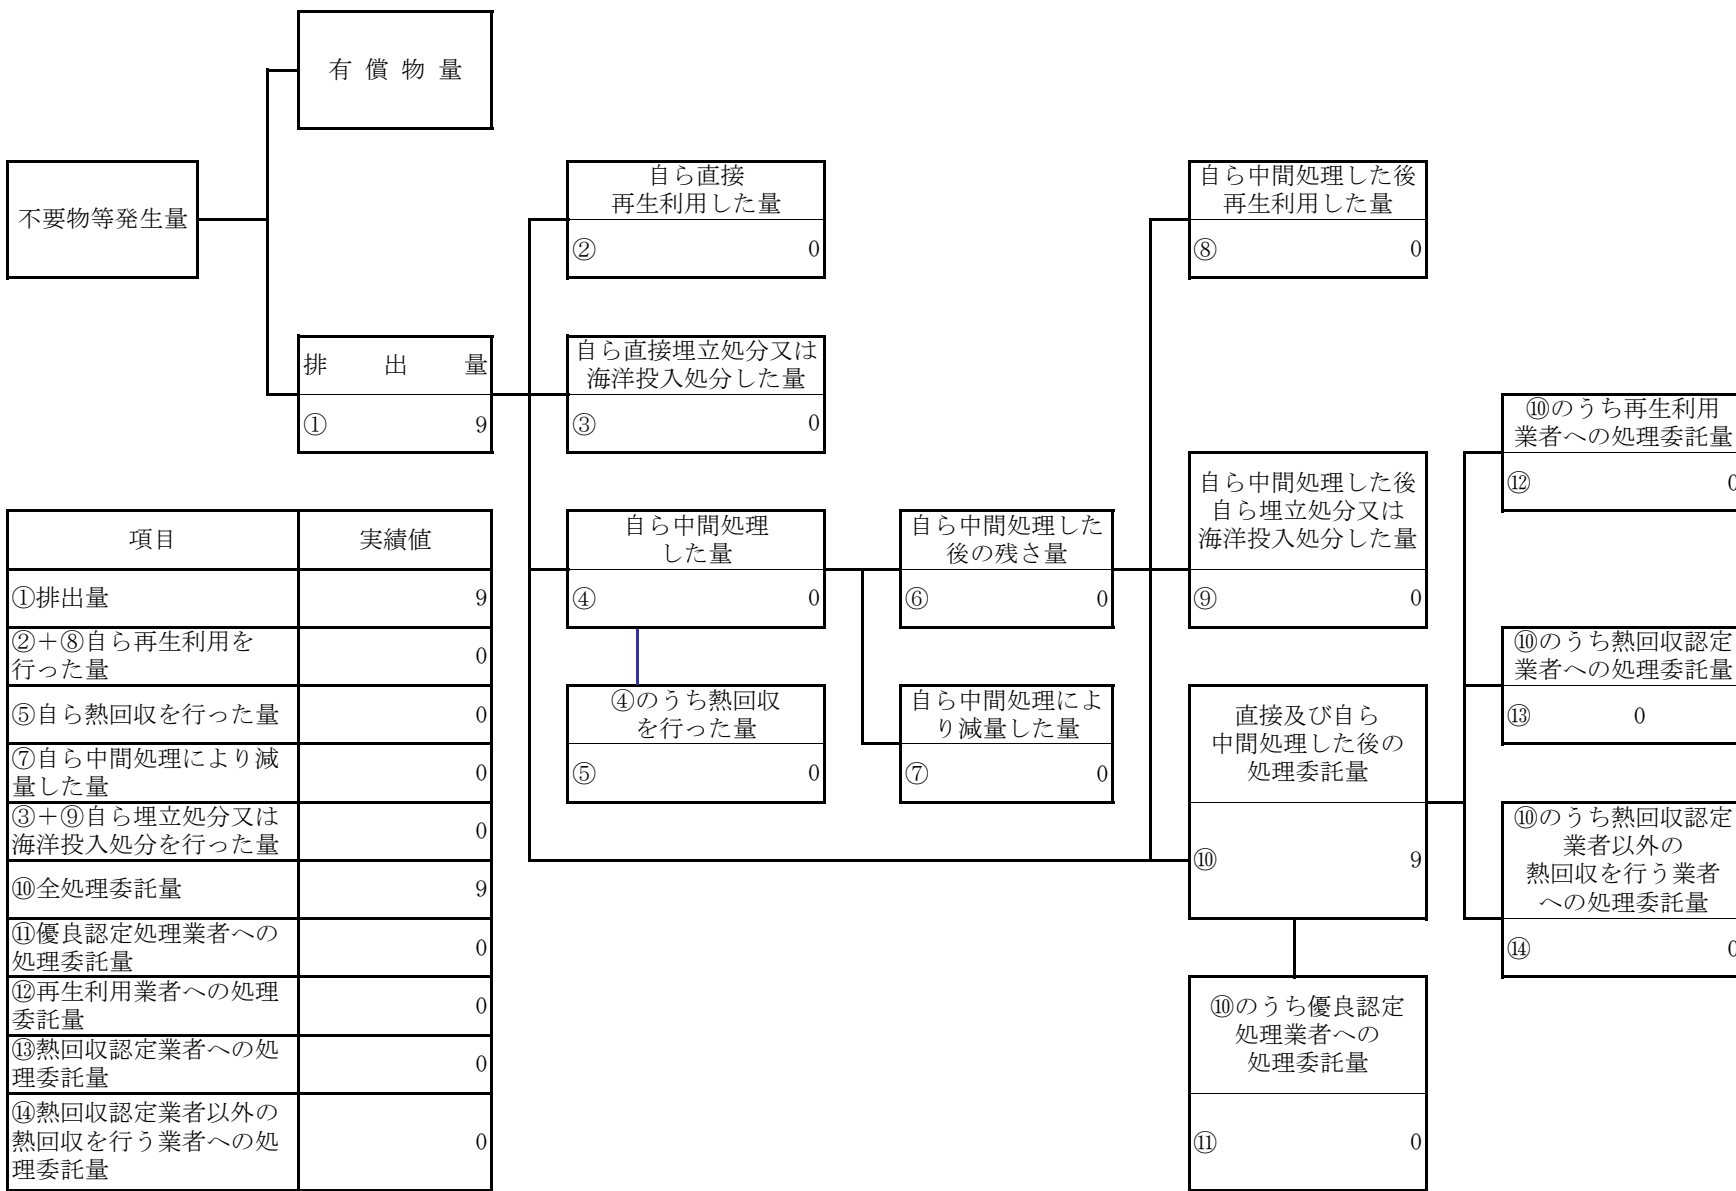 有償物量
不要物等発生量
自ら直接
再生利用した量
② 0
自ら中間処理した後
再生利用した量
⑧ 0
排出量
① 9
自ら直接埋立処分又は
海洋投入処分した量
③ 0
⑩のうち再生利用
業者への処理委託量
⑫ 0
自ら中間処理した後
自ら埋立処分又は
海洋投入処分した量
⑨ 0
自ら中間処理
した量
④ 0
自ら中間処理した
後の残さ量
⑥ 0
⑩のうち熱回収認定
業者への処理委託量
⑬ 0
④のうち熱回収
を行った量
⑤ 0
自ら中間処理によ
り減量した量
⑦ 0
直接及び自ら
中間処理した後の
処理委託量
⑩ 9
⑩のうち熱回収認定
業者以外の
熱回収を行う業者
への処理委託量
⑭ 0
⑩のうち優良認定
処理業者への
処理委託量
⑪ 0
項目 実績値
①排出量 9
②+⑧自ら再生利用を
行った量 0
⑤自ら熱回収を行った量 0
⑦自ら中間処理により減
量した量 0
③+⑨自ら埋立処分又は
海洋投入処分を行った量 0
⑩全処理委託量 9
⑪優良認定処理業者への
処理委託量 0
⑫再生利用業者への処理
委託量 0
⑬熱回収認定業者への処
理委託量 0
⑭熱回収認定業者以外の
熱回収を行う業者への処
理委託量 0